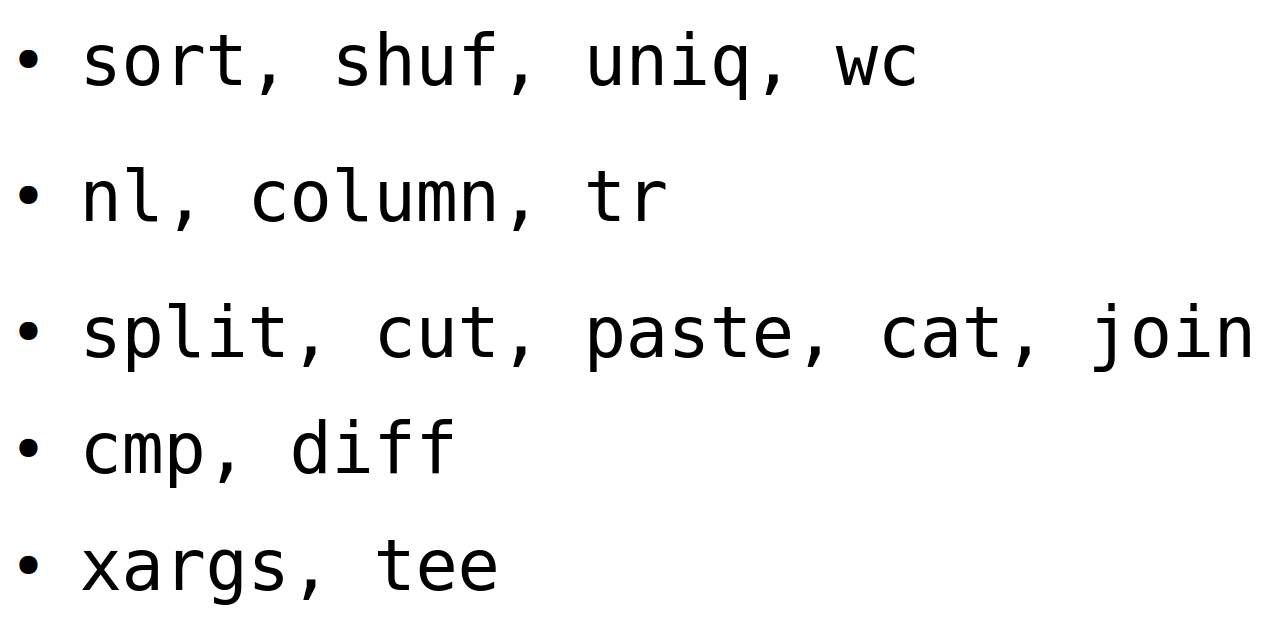 • sort, shuf, uniq, wc
• nl, column, tr
• split, cut, paste, cat, join
• cmp, diff
• xargs, tee